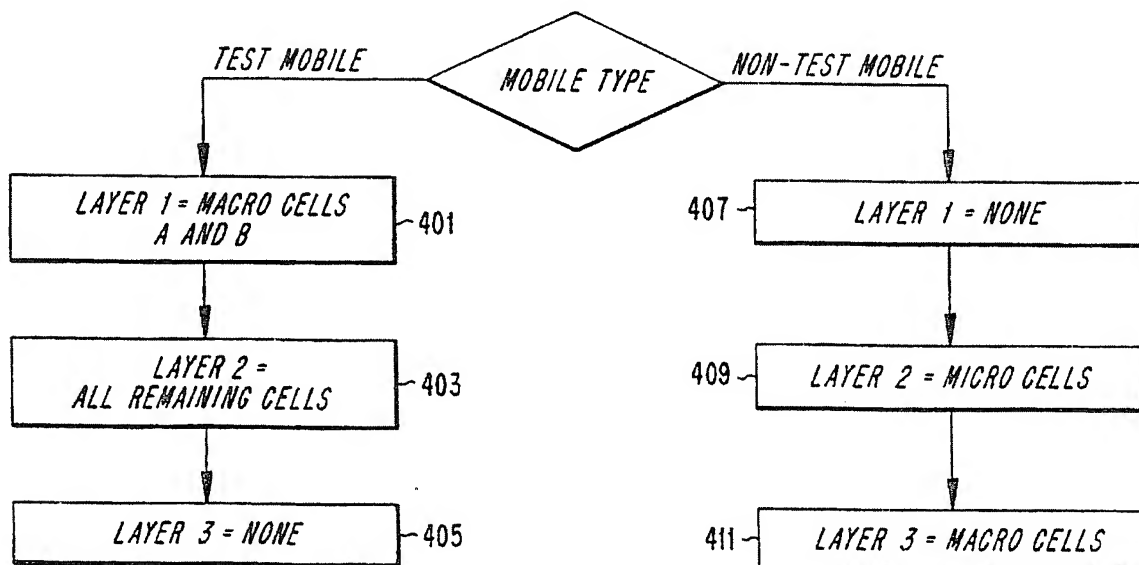 MOBILE TYPE
TEST MOBILE
NON-TEST MOBILE
LAYER 1 = MACRO CELLS
A AND B
401
LAYER 2 =
ALL REMAINING CELLS
403
LAYER 3 = NONE
405
407
LAYER 1 = NONE
409
LAYER 2 = MICRO CELLS
411
LAYER 3 = MACRO CELLS